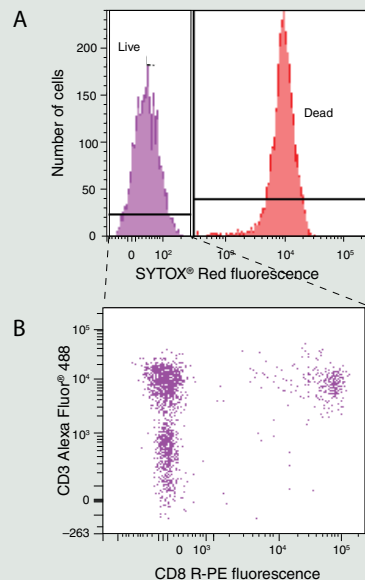 A
Number of cells
200
150
100
50
0
Live
Dead
0 10² 10³ 10⁴ 10⁵
SYTOX® Red fluorescence
B
CD3 Alexa Fluor® 488
10⁵
10⁴
10³
0
−263
0 10³ 10⁴ 10⁵
CD8 R-PE fluorescence